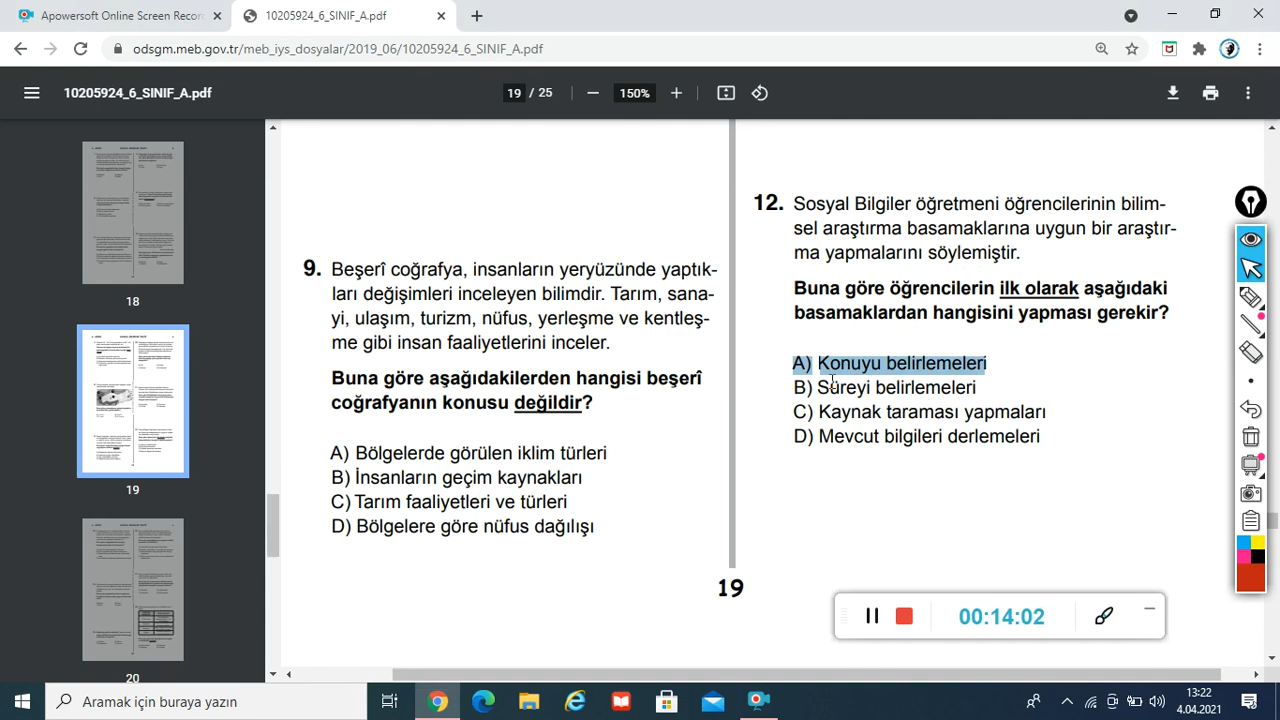 Apowersoft Online Screen Recor
10205924_6_SINIF_A.pdf
odsgm.meb.gov.tr/meb_iys_dosyalar/2019_06/10205924_6_SINIF_A.pdf
10205924_6_SINIF_A.pdf
19 / 25
150%
18
19
20
9. Beşerî coğrafya, insanların yeryüzünde yaptık-
ları değişimleri inceleyen bilimdir. Tarım, sana-
yi, ulaşım, turizm, nüfus, yerleşme ve kentleş-
me gibi insan faaliyetlerini inceler.
Buna göre aşağıdakilerden hangisi beşerî
coğrafyanın konusu değildir?
A) Bölgelerde görülen iklim türleri
B) İnsanların geçim kaynakları
C) Tarım faaliyetleri ve türleri
D) Bölgelere göre nüfus dağılışı
12. Sosyal Bilgiler öğretmeni öğrencilerinin bilim-
sel araştırma basamaklarına uygun bir araştır-
ma yapmalarını söylemiştir.
Buna göre öğrencilerin ilk olarak aşağıdaki
basamaklardan hangisini yapması gerekir?
A) Konuyu belirlemeleri
B) Süreyi belirlemeleri
C) Kaynak taraması yapmaları
D) Mevcut bilgileri derlemeleri
19
00:14:02
Aramak için buraya yazın
13:22
4.04.2021